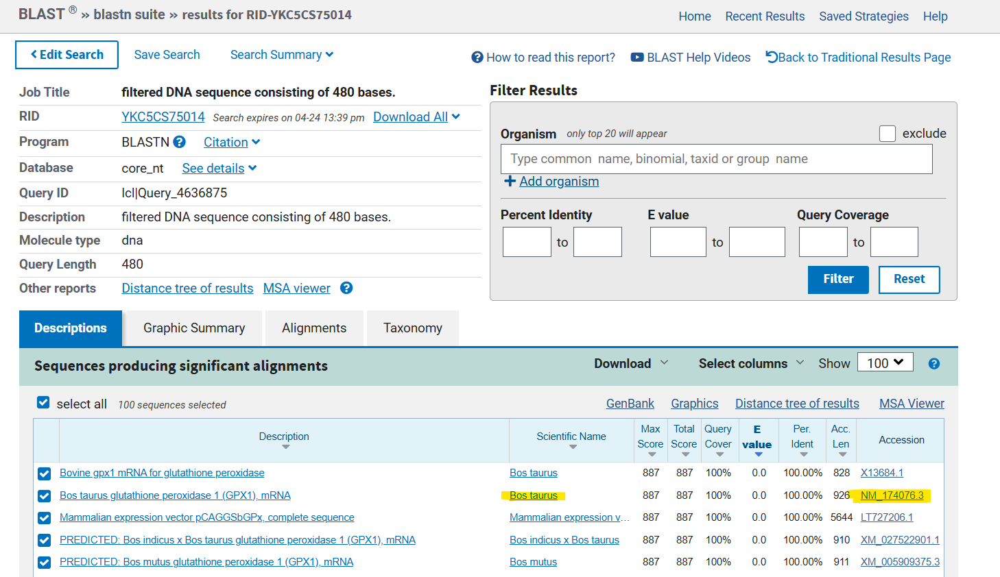 BLAST ® » blastn suite » results for RID-YKC5CS75014
Home Recent Results Saved Strategies Help
Edit Search Save Search Search Summary
How to read this report? BLAST Help Videos Back to Traditional Results Page
Job Title filtered DNA sequence consisting of 480 bases.
RID YKC5CS75014 Search expires on 04-24 13:39 pm Download All
Program BLASTN Citation
Database core_nt See details
Query ID lcl|Query_4636875
Description filtered DNA sequence consisting of 480 bases.
Molecule type dna
Query Length 480
Other reports Distance tree of results MSA viewer
Filter Results
Organism only top 20 will appear exclude
Type common name, binomial, taxid or group name
Add organism
Percent Identity E value Query Coverage
to to to
Filter Reset
Descriptions Graphic Summary Alignments Taxonomy
Sequences producing significant alignments Download Select columns Show 100
select all 100 sequences selected GenBank Graphics Distance tree of results MSA Viewer
Description Scientific Name Max Score Total Score Query Cover E value Per. Ident Acc. Len Accession
Bovine gpx1 mRNA for glutathione peroxidase Bos taurus 887 887 100% 0.0 100.00% 828 X13684.1
Bos taurus glutathione peroxidase 1 (GPX1), mRNA Bos taurus 887 887 100% 0.0 100.00% 926 NM_174076.3
Mammalian expression vector pCAGGSbGPx, complete sequence Mammalian expression v... 887 887 100% 0.0 100.00% 5644 LT727206.1
PREDICTED: Bos indicus x Bos taurus glutathione peroxidase 1 (GPX1), mRNA Bos indicus x Bos taurus 887 887 100% 0.0 100.00% 910 XM_027522901.1
PREDICTED: Bos mutus glutathione peroxidase 1 (GPX1), mRNA Bos mutus 887 887 100% 0.0 100.00% 911 XM_005909375.3